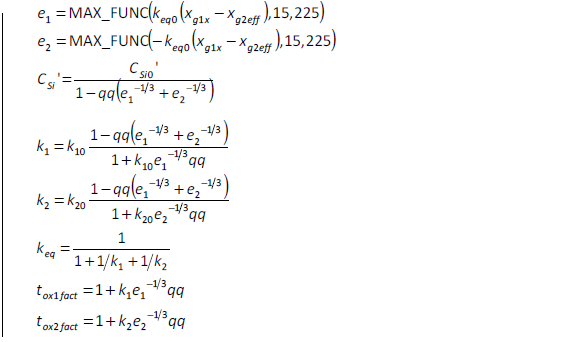 e₁ = MAX_FUNC(k_eq0(x_g1x − x_g2eff),15,225)
e₂ = MAX_FUNC(−k_eq0(x_g1x − x_g2eff),15,225)
C_si' = C_si0' / (1 − qq(e₁^(−1/3) + e₂^(−1/3)))
k₁ = k₁₀ (1 − qq(e₁^(−1/3) + e₂^(−1/3))) / (1 + k₁₀e₁^(−1/3)qq)
k₂ = k₂₀ (1 − qq(e₁^(−1/3) + e₂^(−1/3))) / (1 + k₂₀e₂^(−1/3)qq)
k_eq = 1 / (1 + 1/k₁ + 1/k₂)
t_ox1fact = 1 + k₁e₁^(−1/3)qq
t_ox2fact = 1 + k₂e₂^(−1/3)qq